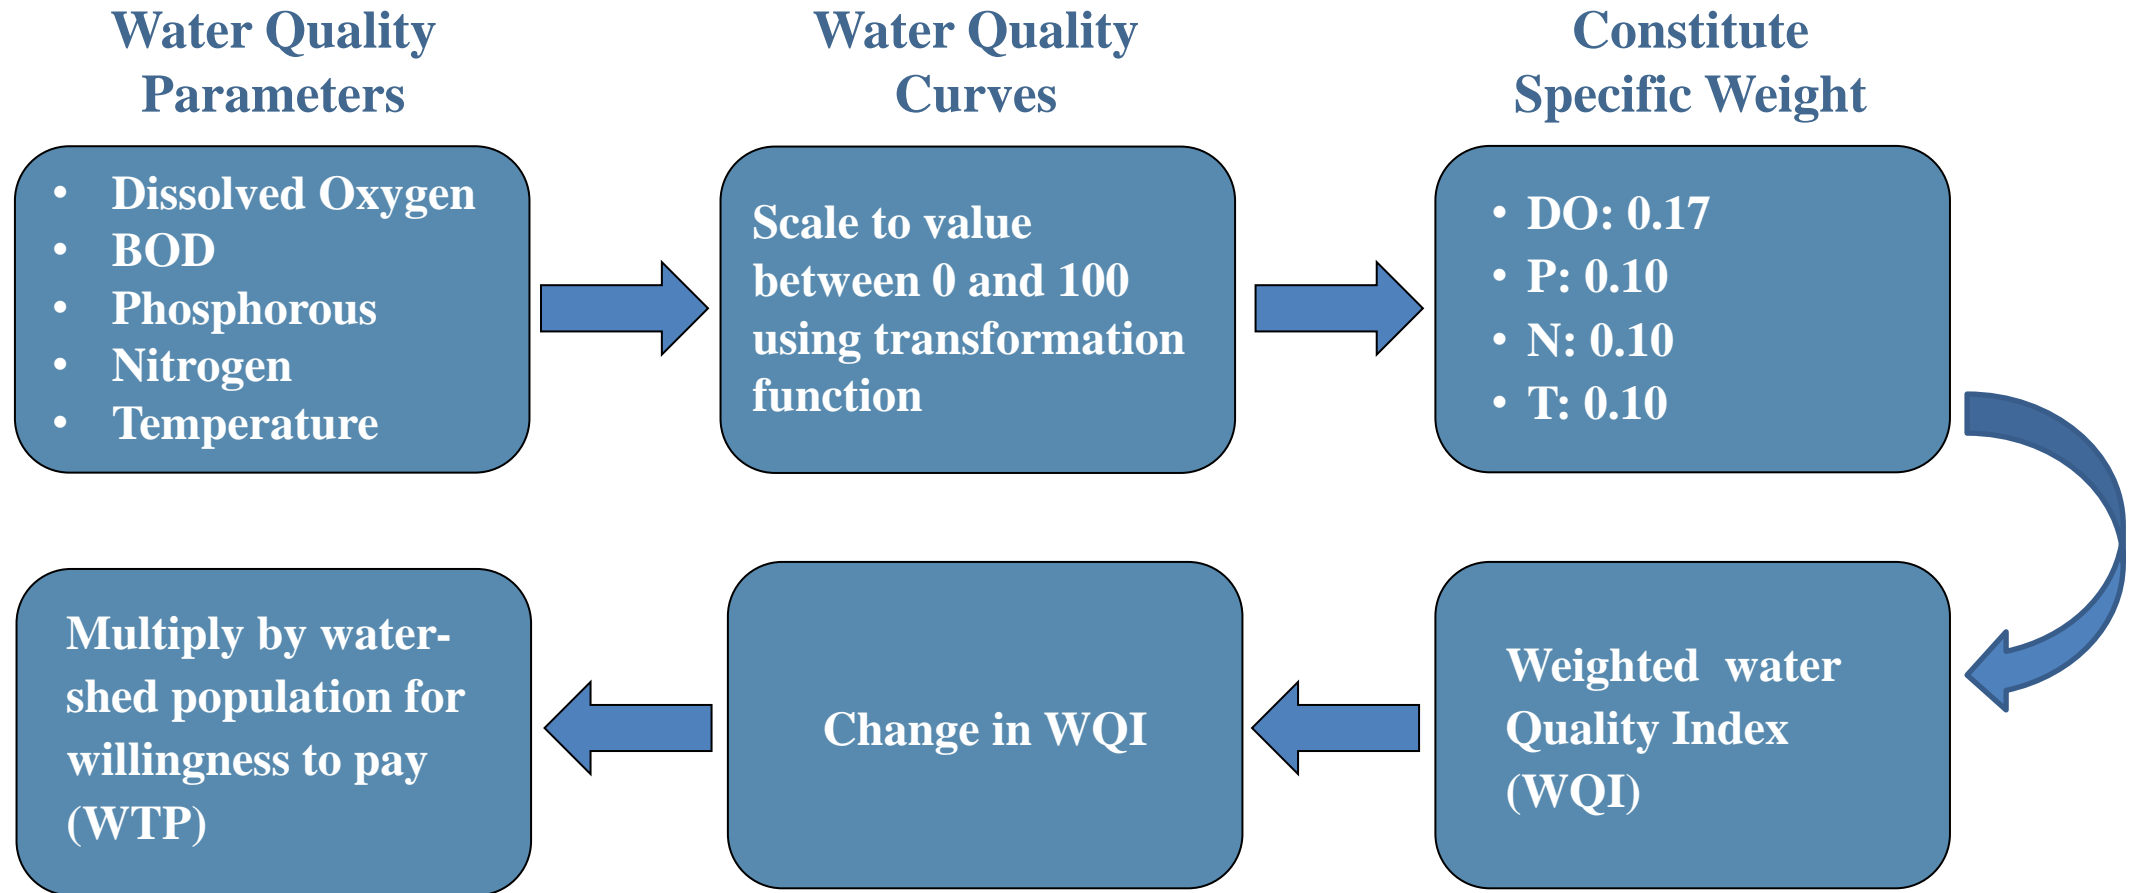 Water Quality
Parameters
Water Quality
Curves
Constitute
Specific Weight
• Dissolved Oxygen
• BOD
• Phosphorous
• Nitrogen
• Temperature
Scale to value
between 0 and 100
using transformation
function
• DO: 0.17
• P: 0.10
• N: 0.10
• T: 0.10
Weighted water
Quality Index
(WQI)
Change in WQI
Multiply by water-
shed population for
willingness to pay
(WTP)